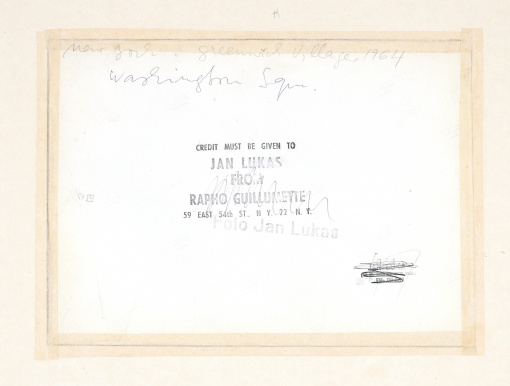 New York. Greenwich Village, 1964
Washington Squ.
CREDIT MUST BE GIVEN TO
JAN LUKAS
FROM
RAPHO GUILLUMETTE
59 EAST 54th ST., N. Y. 22 N. Y.
Foto Jan Lukas